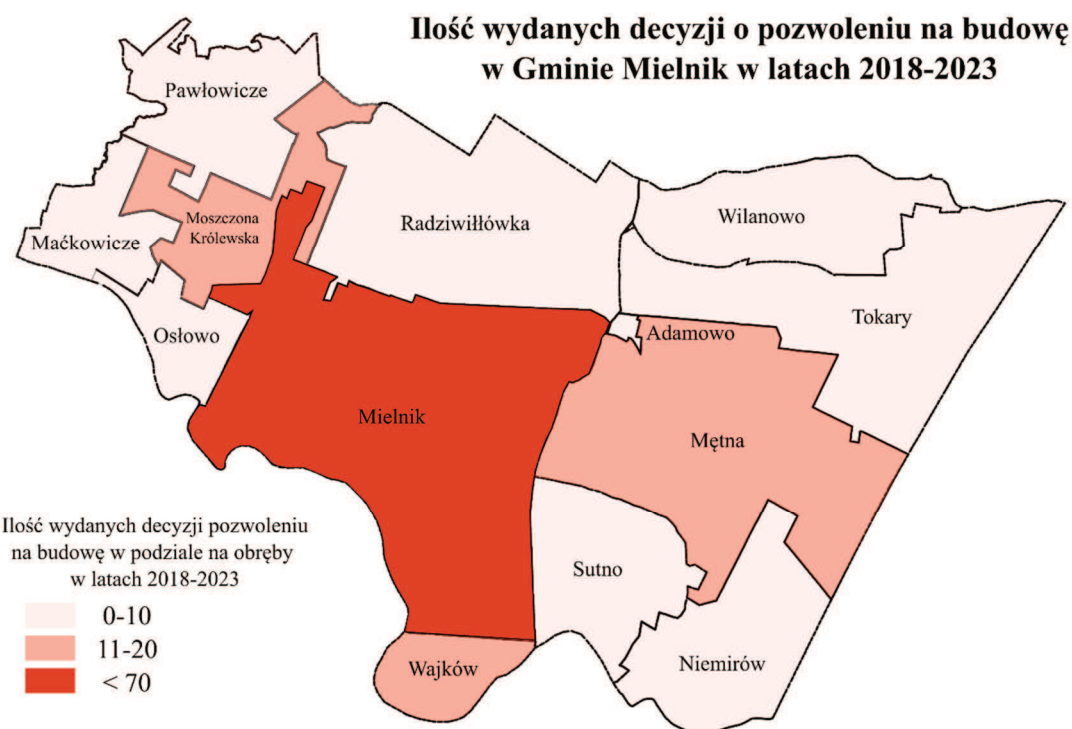 Ilość wydanych decyzji o pozwoleniu na budowę
w Gminie Mielnik w latach 2018-2023
Pawłowicze
Moszczona
Królewska
Maćkowicze
Osłowo
Radziwiłłówka
Wilanowo
Tokary
Adamowo
Mielnik
Mętna
Sutno
Niemirów
Wajków
Ilość wydanych decyzji pozwoleniu
na budowę w podziale na obręby
w latach 2018-2023
0-10
11-20
< 70